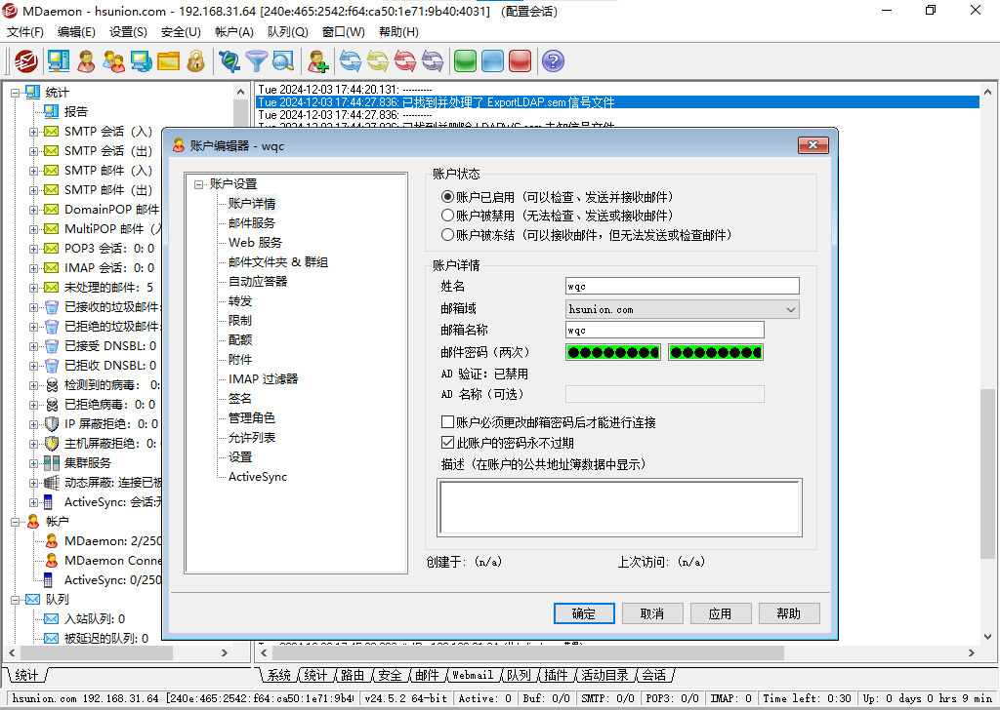 MDaemon - hsunion.com - 192.168.31.64 [240e:465:2542:f64:ca50:1e71:9b40:4031] (配置会话)
文件(F) 编辑(E) 设置(S) 安全(U) 帐户(A) 队列(Q) 窗口(W) 帮助(H)
统计
报告
SMTP 会话（入）
SMTP 会话（出）
SMTP 邮件（入）
SMTP 邮件（出）
DomainPOP 邮件
MultiPOP 邮件（入
POP3 会话: 0: 0
IMAP 会话: 0: 0
未处理的邮件: 5
已接收的垃圾邮件:
已拒绝的垃圾邮件:
已接受 DNSBL: 0
已拒收 DNSBL: 0
检测到的病毒: 0:
已拒绝病毒: 0: 0
IP 屏蔽拒绝: 0: 0
主机屏蔽拒绝: 0:
集群服务
动态屏蔽: 连接已被
ActiveSync: 会话:
帐户
MDaemon: 2/250
MDaemon Conne
ActiveSync: 0/250
队列
入站队列: 0
被延迟的队列: 0
统计
Tue 2024-12-03 17:44:20.131: ----------
Tue 2024-12-03 17:44:27.836: 已找到并处理了 ExportLDAP.sem 信号文件
Tue 2024-12-03 17:44:27.836: ----------
账户编辑器 - wqc
账户设置
账户详情
邮件服务
Web 服务
邮件文件夹 & 群组
自动应答器
转发
限制
配额
附件
IMAP 过滤器
签名
管理角色
允许列表
设置
ActiveSync
账户状态
账户已启用（可以检查、发送并接收邮件）
账户被禁用（无法检查、发送或接收邮件）
账户被冻结（可以接收邮件，但无法发送或检查邮件）
账户详情
姓名 wqc
邮箱域 hsunion.com
邮箱名称 wqc
邮件密码（两次）
AD 验证：已禁用
AD 名称（可选）
账户必须更改邮箱密码后才能进行连接
此账户的密码永不过期
描述（在账户的公共地址簿数据中显示）
创建于: (n/a) 上次访问: (n/a)
确定 取消 应用 帮助
系统 统计 路由 安全 邮件 Webmail 队列 插件 活动目录 会话
hsunion.com 192.168.31.64 [240e:465:2542:f64:ca50:1e71:9b4 v24.5.2 64-bit Active: 0 Buf: 0/0 SMTP: 0/0 POP3: 0/0 IMAP: 0 Time left: 0:30 Up: 0 days 0 hrs 9 min